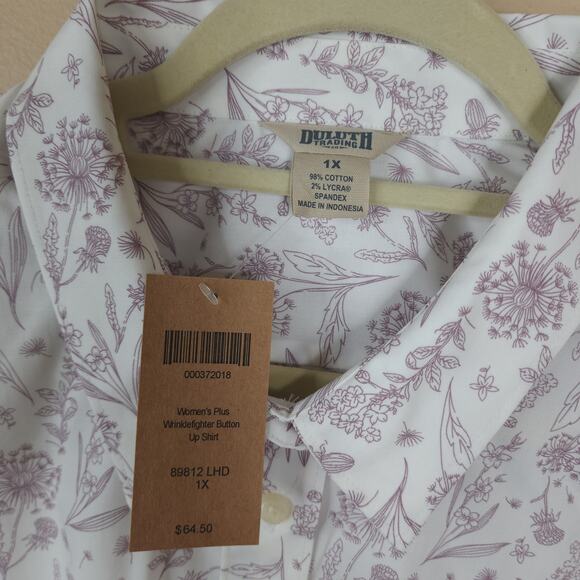 DULUTH
TRADING
1X
98% COTTON
2% LYCRA®
SPANDEX
MADE IN INDONESIA
000372018
Women's Plus
Wrinklefighter Button
Up Shirt
89812 LHD
1X
$64.50